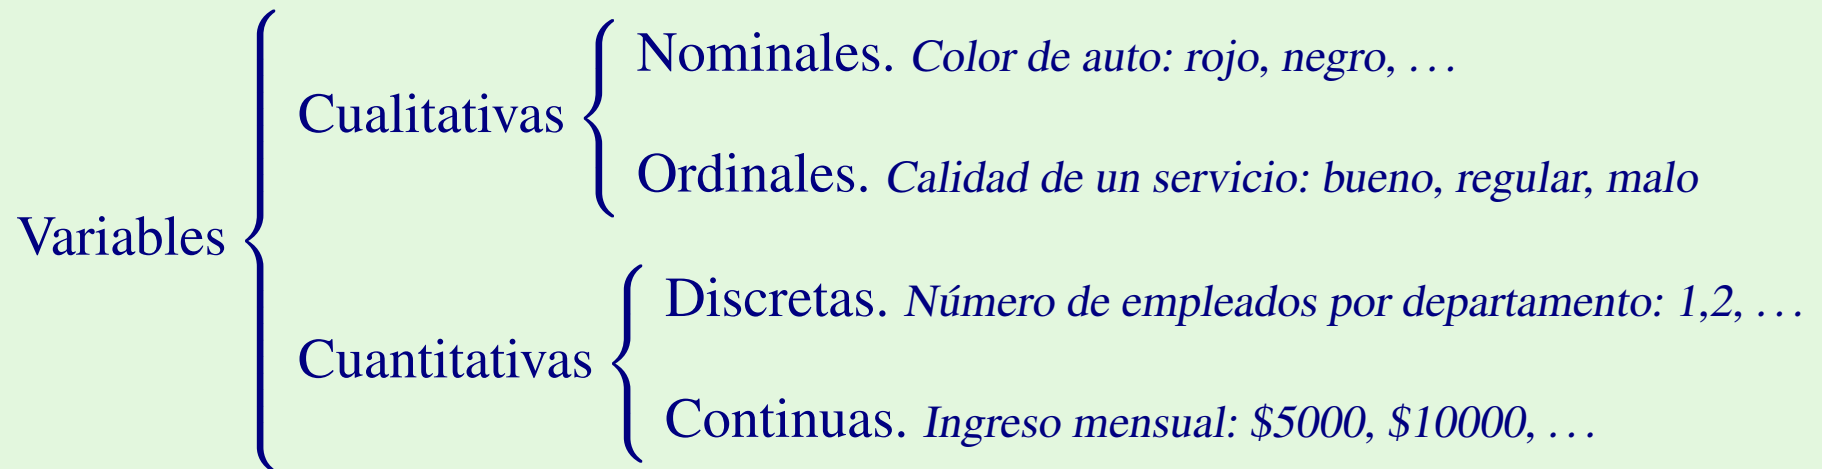 Variables
Cualitativas
Nominales. Color de auto: rojo, negro, ...
Ordinales. Calidad de un servicio: bueno, regular, malo
Cuantitativas
Discretas. Número de empleados por departamento: 1,2, ...
Continuas. Ingreso mensual: $5000, $10000, ...